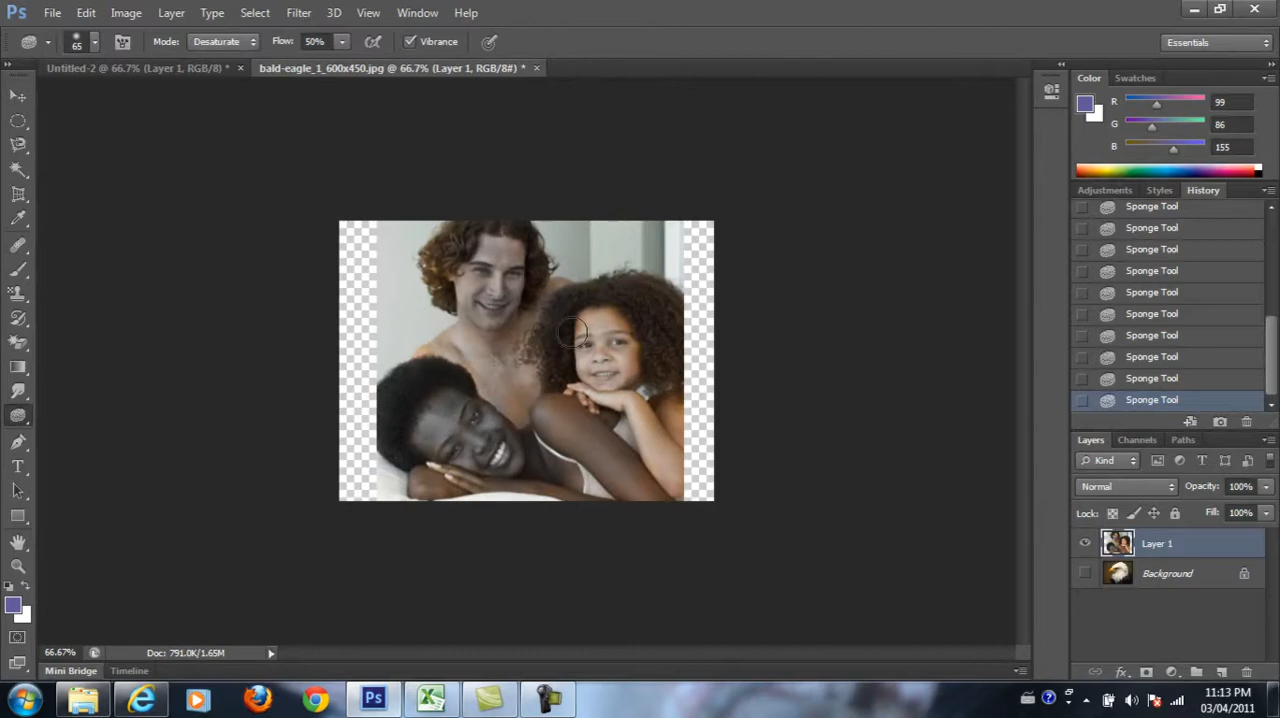 Ps File Edit Image Layer Type Select Filter 3D View Window Help
65 Mode: Desaturate Flow: 50% Vibrance Essentials
Untitled-2 @ 66.7% (Layer 1, RGB/8) * × bald-eagle_1_600x450.jpg @ 66.7% (Layer 1, RGB/8#) * ×
Color Swatches
R 99
G 86
B 155
Adjustments Styles History
Sponge Tool
Sponge Tool
Sponge Tool
Sponge Tool
Sponge Tool
Sponge Tool
Sponge Tool
Sponge Tool
Sponge Tool
Sponge Tool
Layers Channels Paths
Kind
Normal Opacity: 100%
Lock: Fill: 100%
Layer 1
Background
66.67% Doc: 791.0K/1.65M
Mini Bridge Timeline
Ps
11:13 PM
03/04/2011